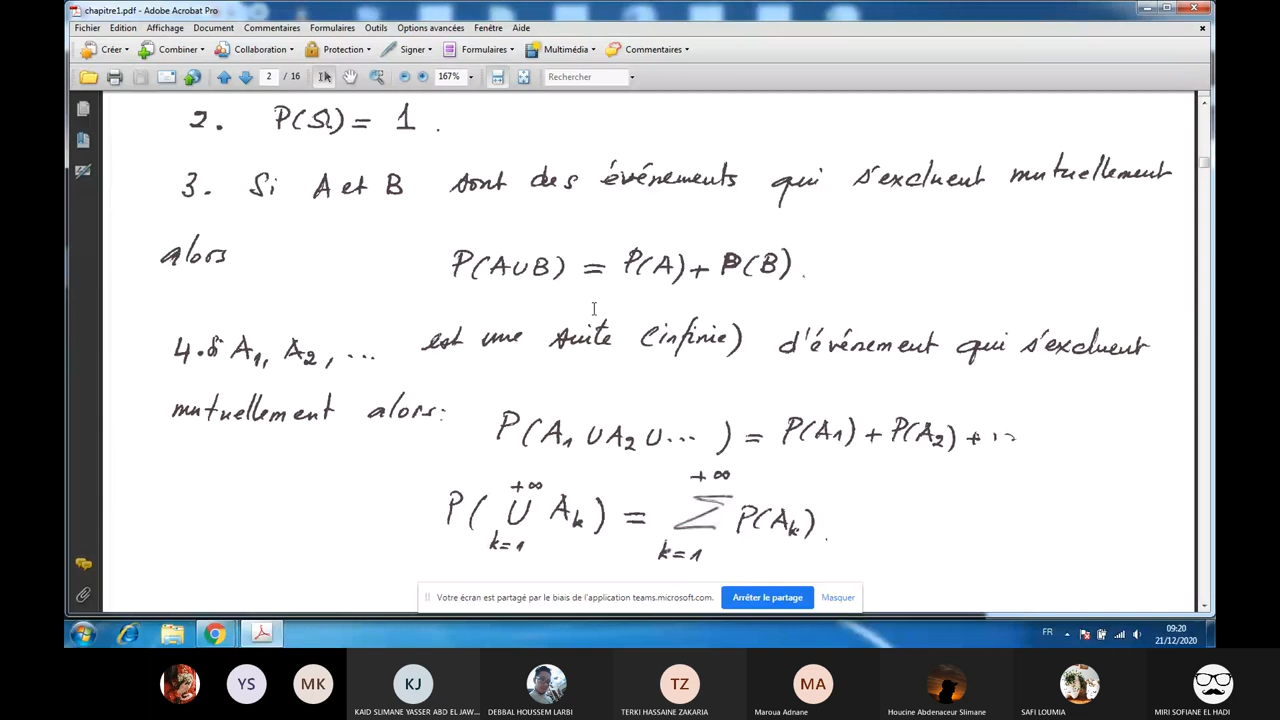 chapitre1.pdf - Adobe Acrobat Pro
Fichier Edition Affichage Document Commentaires Formulaires Outils Options avancées Fenêtre Aide
Créer Combiner Collaboration Protection Signer Formulaires Multimédia Commentaires
2 / 16 167% Rechercher
2. P(Ω) = 1 .
3. Si A et B sont des événements qui s'excluent mutuellement
alors P(A∪B) = P(A) + P(B).
4. Si A1, A2, ... est une suite (infinie) d'événement qui s'excluent
mutuellement alors: P(A1 ∪ A2 ∪ ... ) = P(A1) + P(A2) + ...
+∞ +∞
P( ∪ Ak ) = Σ P(Ak) .
k=1 k=1
Votre écran est partagé par le biais de l'application teams.microsoft.com. Arrêter le partage Masquer
FR 09:20
21/12/2020
YS MK KJ TZ MA
KAID SLIMANE YASSER ABD EL JAW... DEBBAL HOUSSEM LARBI TERKI HASSAINE ZAKARIA Maroua Adnane Houcine Abdenaceur Slimane SAFI LOUMIA MIRI SOFIANE EL HADI